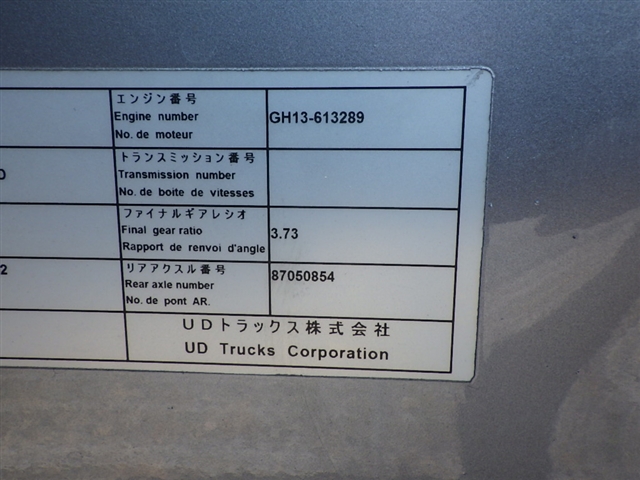 エンジン番号
Engine number
No. de moteur
GH13-613289
トランスミッション番号
Transmission number
No. de boite de vitesses
ファイナルギアレシオ
Final gear ratio
Rapport de renvoi d'angle
3.73
2
リアアクスル番号
Rear axle number
No. de pont AR.
87050854
UDトラックス株式会社
UD Trucks Corporation